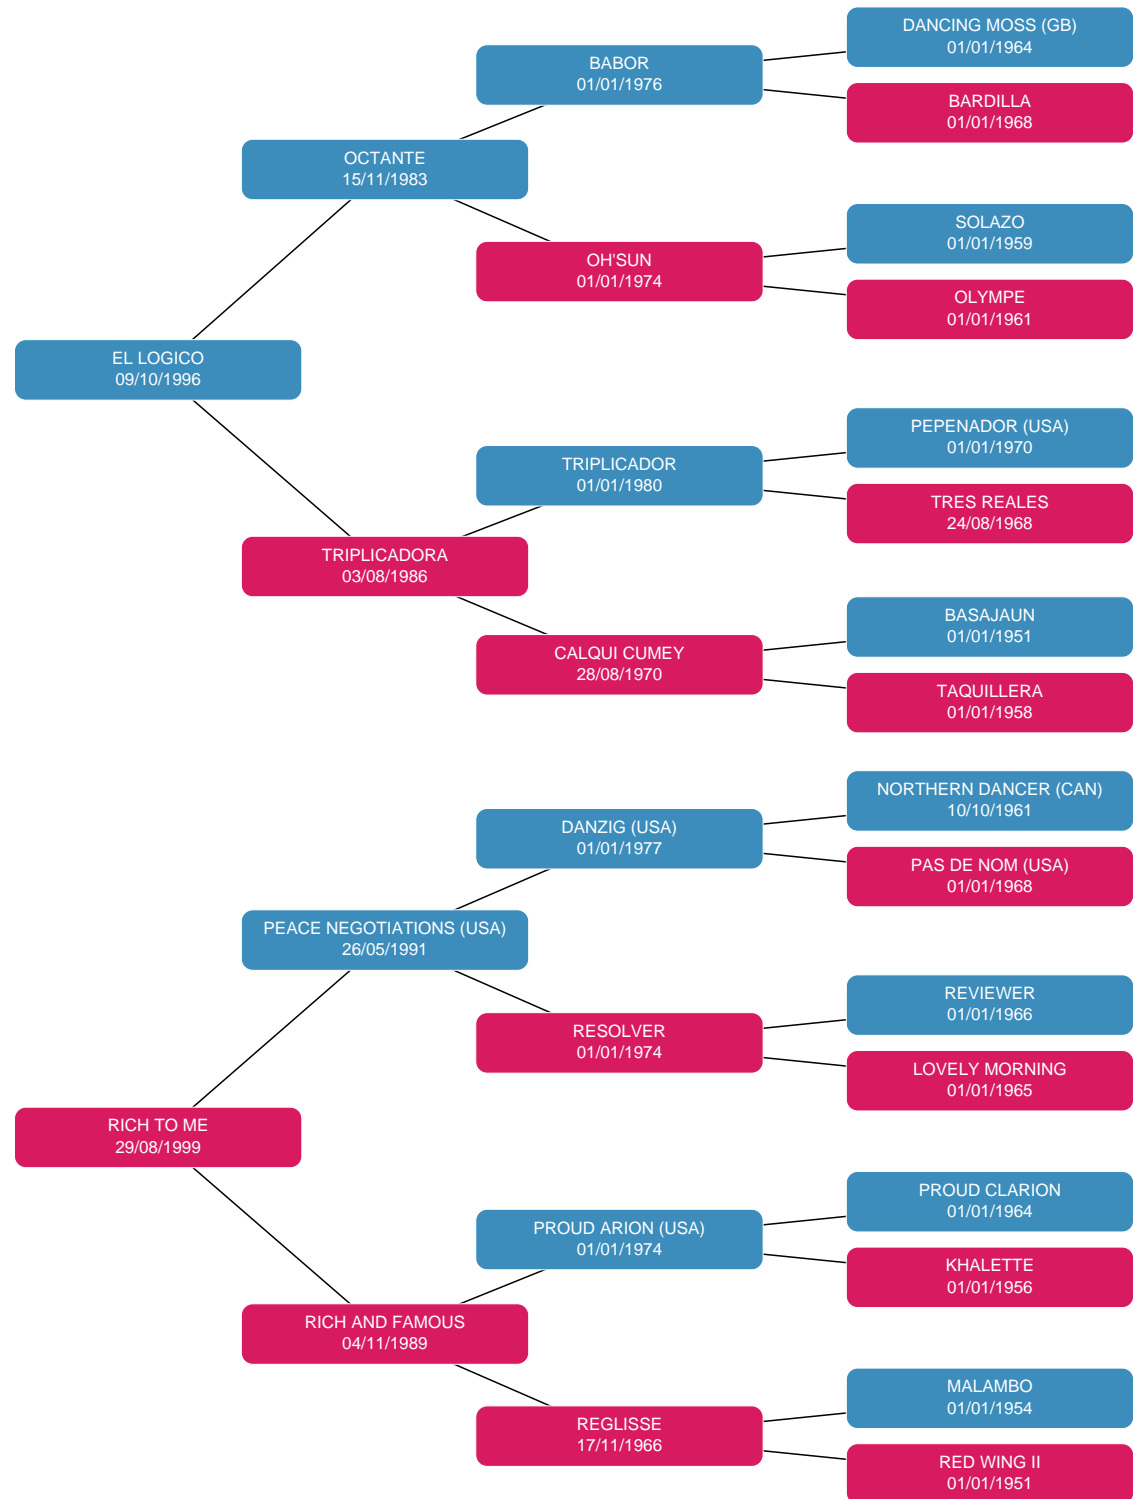 DANCING MOSS (GB)
01/01/1964
BABOR
01/01/1976
BARDILLA
01/01/1968
OCTANTE
15/11/1983
SOLAZO
01/01/1959
OH'SUN
01/01/1974
OLYMPE
01/01/1961
EL LOGICO
09/10/1996
PEPENADOR (USA)
01/01/1970
TRIPLICADOR
01/01/1980
TRES REALES
24/08/1968
TRIPLICADORA
03/08/1986
BASAJAUN
01/01/1951
CALQUI CUMEY
28/08/1970
TAQUILLERA
01/01/1958
NORTHERN DANCER (CAN)
10/10/1961
DANZIG (USA)
01/01/1977
PAS DE NOM (USA)
01/01/1968
PEACE NEGOTIATIONS (USA)
26/05/1991
REVIEWER
01/01/1966
RESOLVER
01/01/1974
LOVELY MORNING
01/01/1965
RICH TO ME
29/08/1999
PROUD CLARION
01/01/1964
PROUD ARION (USA)
01/01/1974
KHALETTE
01/01/1956
RICH AND FAMOUS
04/11/1989
MALAMBO
01/01/1954
REGLISSE
17/11/1966
RED WING II
01/01/1951